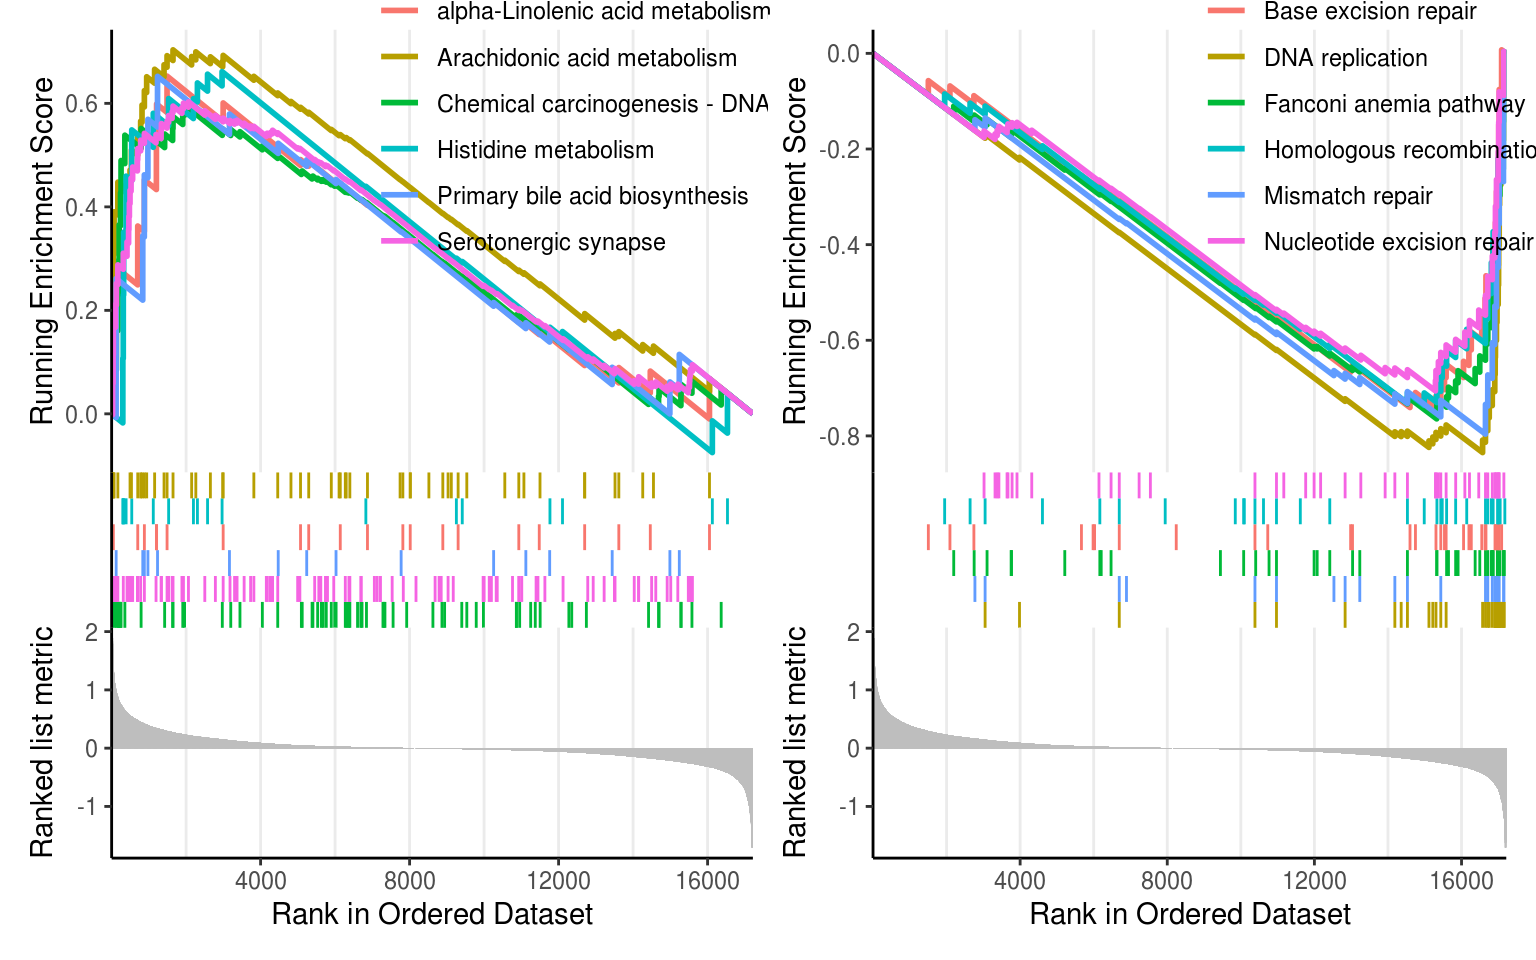 alpha-Linolenic acid metabolism
Arachidonic acid metabolism
Chemical carcinogenesis - DNA
Histidine metabolism
Primary bile acid biosynthesis
Serotonergic synapse
Running Enrichment Score
0.6
0.4
0.2
0.0
Ranked list metric
2
1
0
-1
4000
8000
12000
16000
Rank in Ordered Dataset
Base excision repair
DNA replication
Fanconi anemia pathway
Homologous recombinatio
Mismatch repair
Nucleotide excision repair
Running Enrichment Score
0.0
-0.2
-0.4
-0.6
-0.8
Ranked list metric
2
1
0
-1
4000
8000
12000
16000
Rank in Ordered Dataset